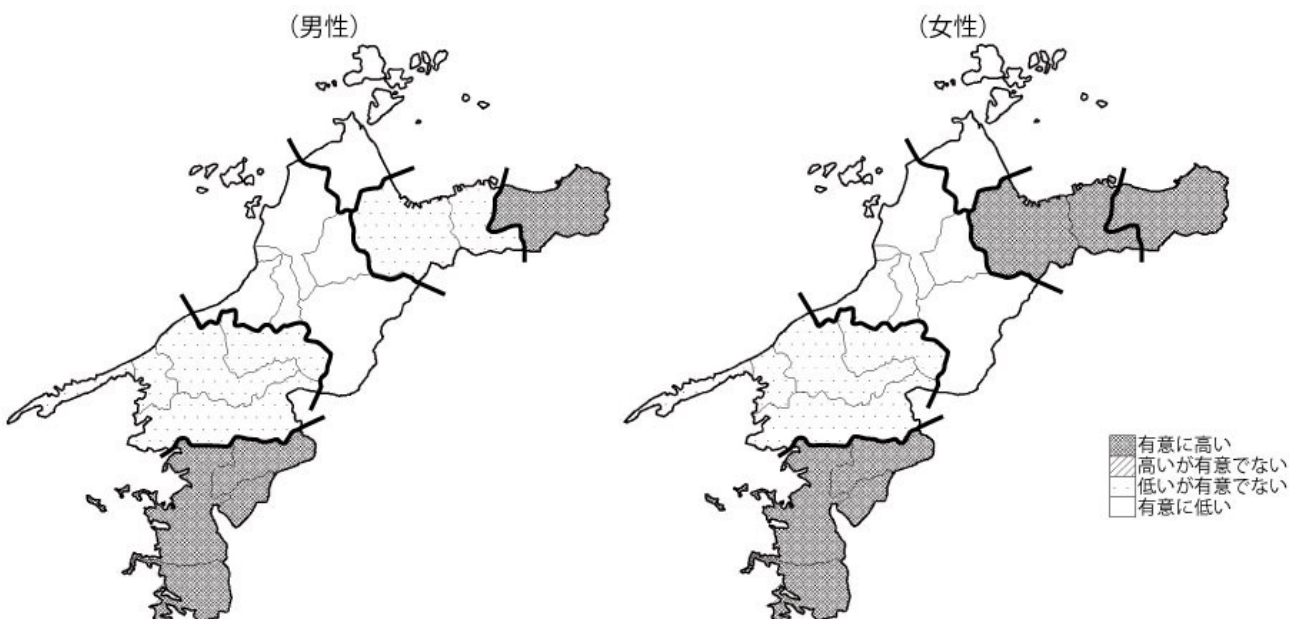 (男性)
(女性)
有意に高い
高いが有意でない
低いが有意でない
有意に低い